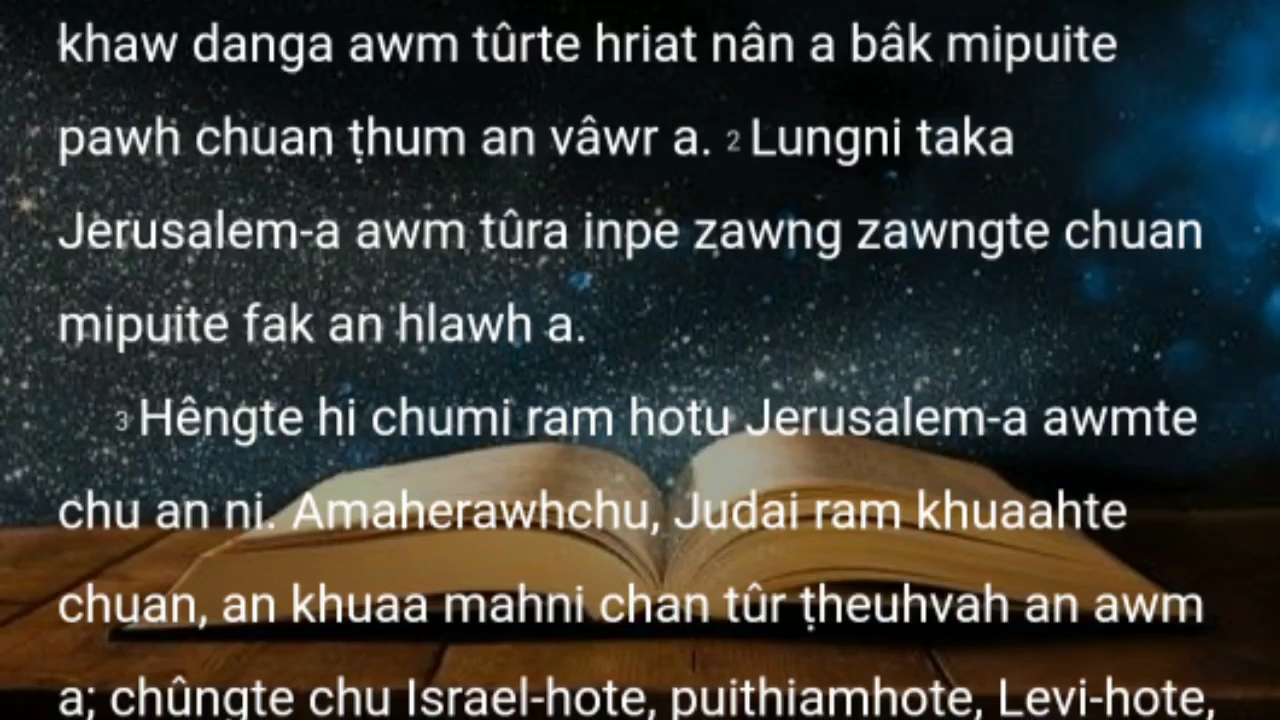 khaw danga awm tûrte hriat nân a bâk mipuite
pawh chuan ṭhum an vâwr a. 2 Lungni taka
Jerusalem-a awm tûra inpe zawng zawngte chuan
mipuite fak an hlawh a.
3 Hêngte hi chumi ram hotu Jerusalem-a awmte
chu an ni. Amaherawhchu, Judai ram khuaahte
chuan, an khuaa mahni chan tûr ṭheuhvah an awm
a; chûngte chu Israel-hote, puithiamhote, Levi-hote,